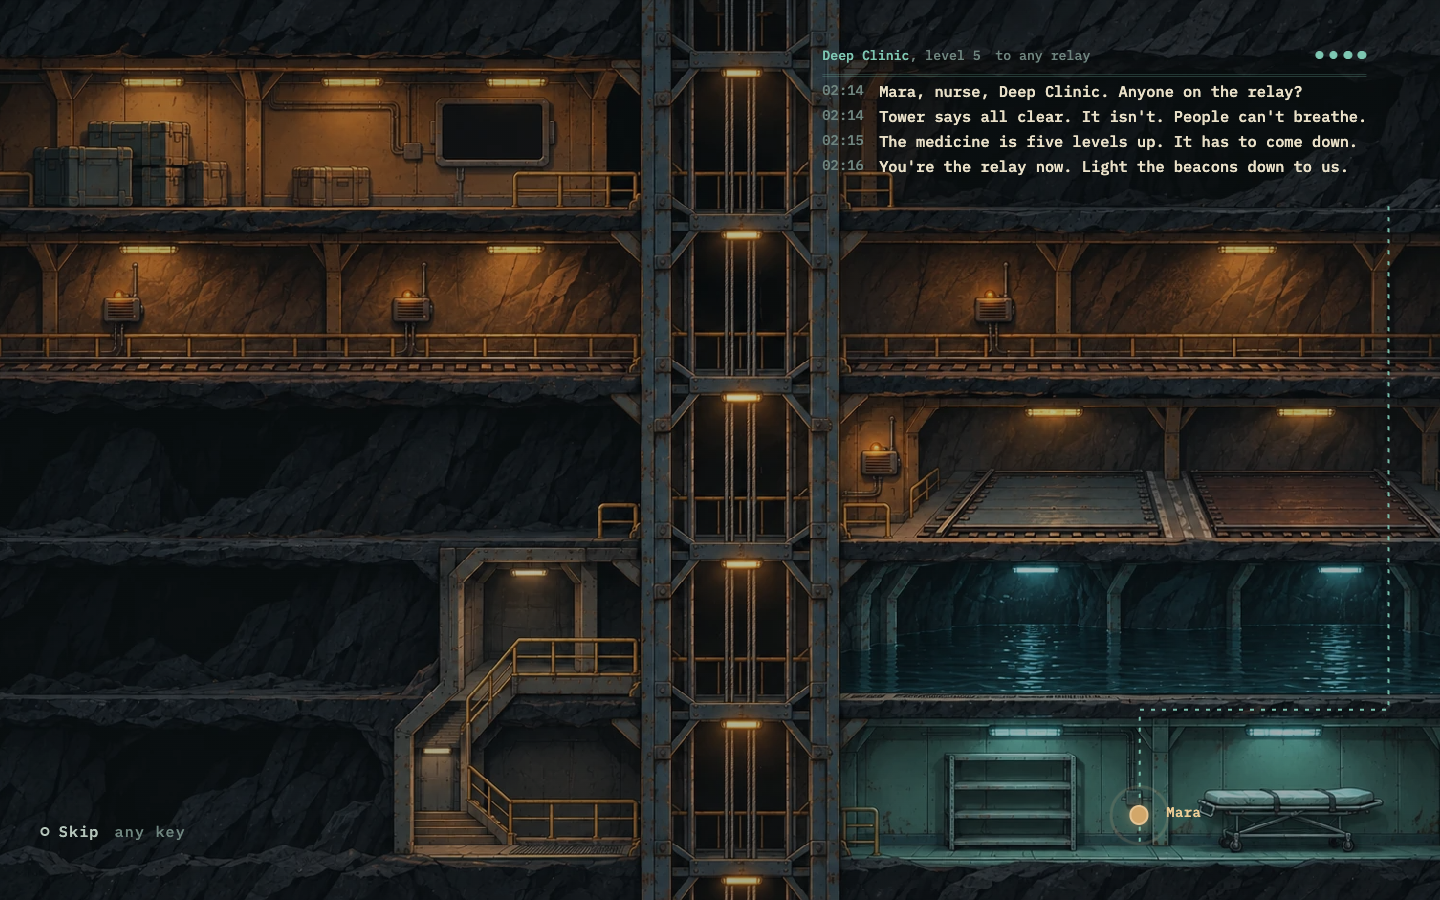 Deep Clinic, level 5 to any relay
02:14 Mara, nurse, Deep Clinic. Anyone on the relay?
02:14 Tower says all clear. It isn't. People can't breathe.
02:15 The medicine is five levels up. It has to come down.
02:16 You're the relay now. Light the beacons down to us.
Mara
Skip any key